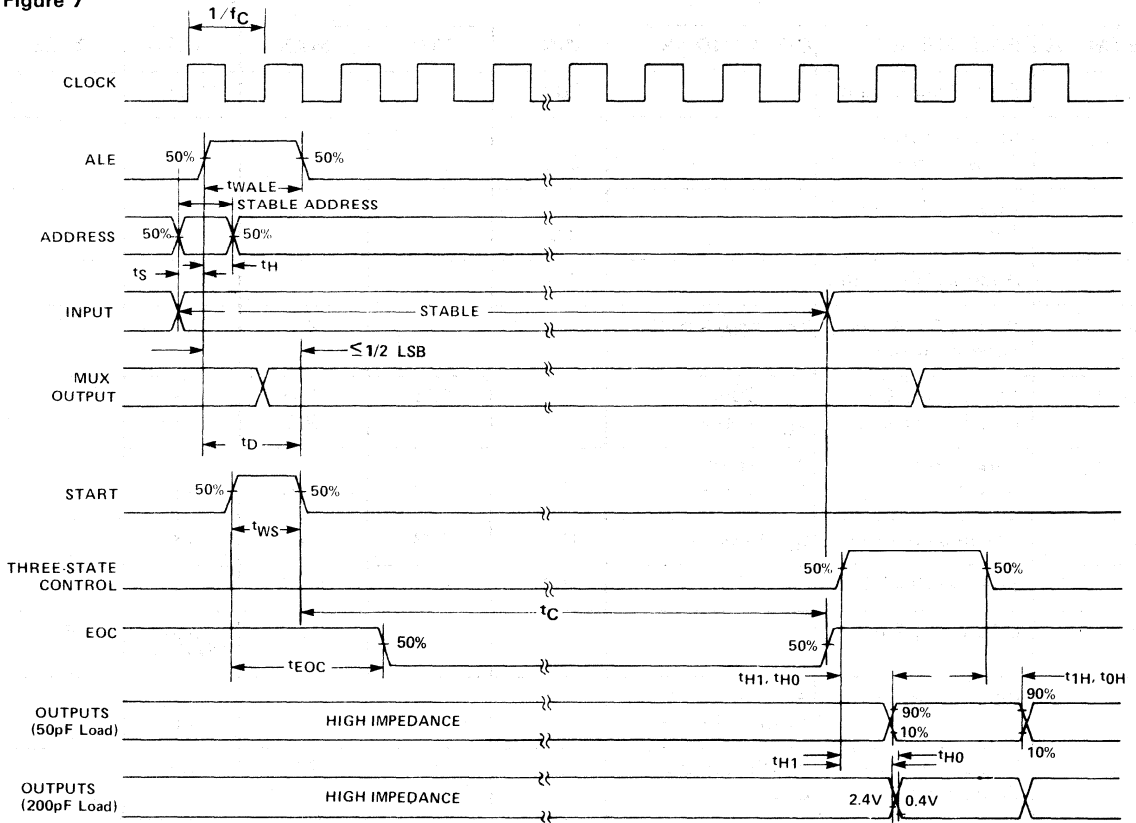 Figure 7
1/fC
CLOCK
ALE
50%
50%
tWALE
STABLE ADDRESS
ADDRESS
50%
50%
tS
tH
INPUT
STABLE
≤ 1/2 LSB
MUX
OUTPUT
tD
START
50%
50%
tWS
THREE-STATE
CONTROL
50%
50%
tC
EOC
50%
50%
tEOC
tH1, tH0
t1H, t0H
OUTPUTS
(50pF Load)
HIGH IMPEDANCE
90%
10%
90%
10%
tH1
tH0
OUTPUTS
(200pF Load)
HIGH IMPEDANCE
2.4V
0.4V